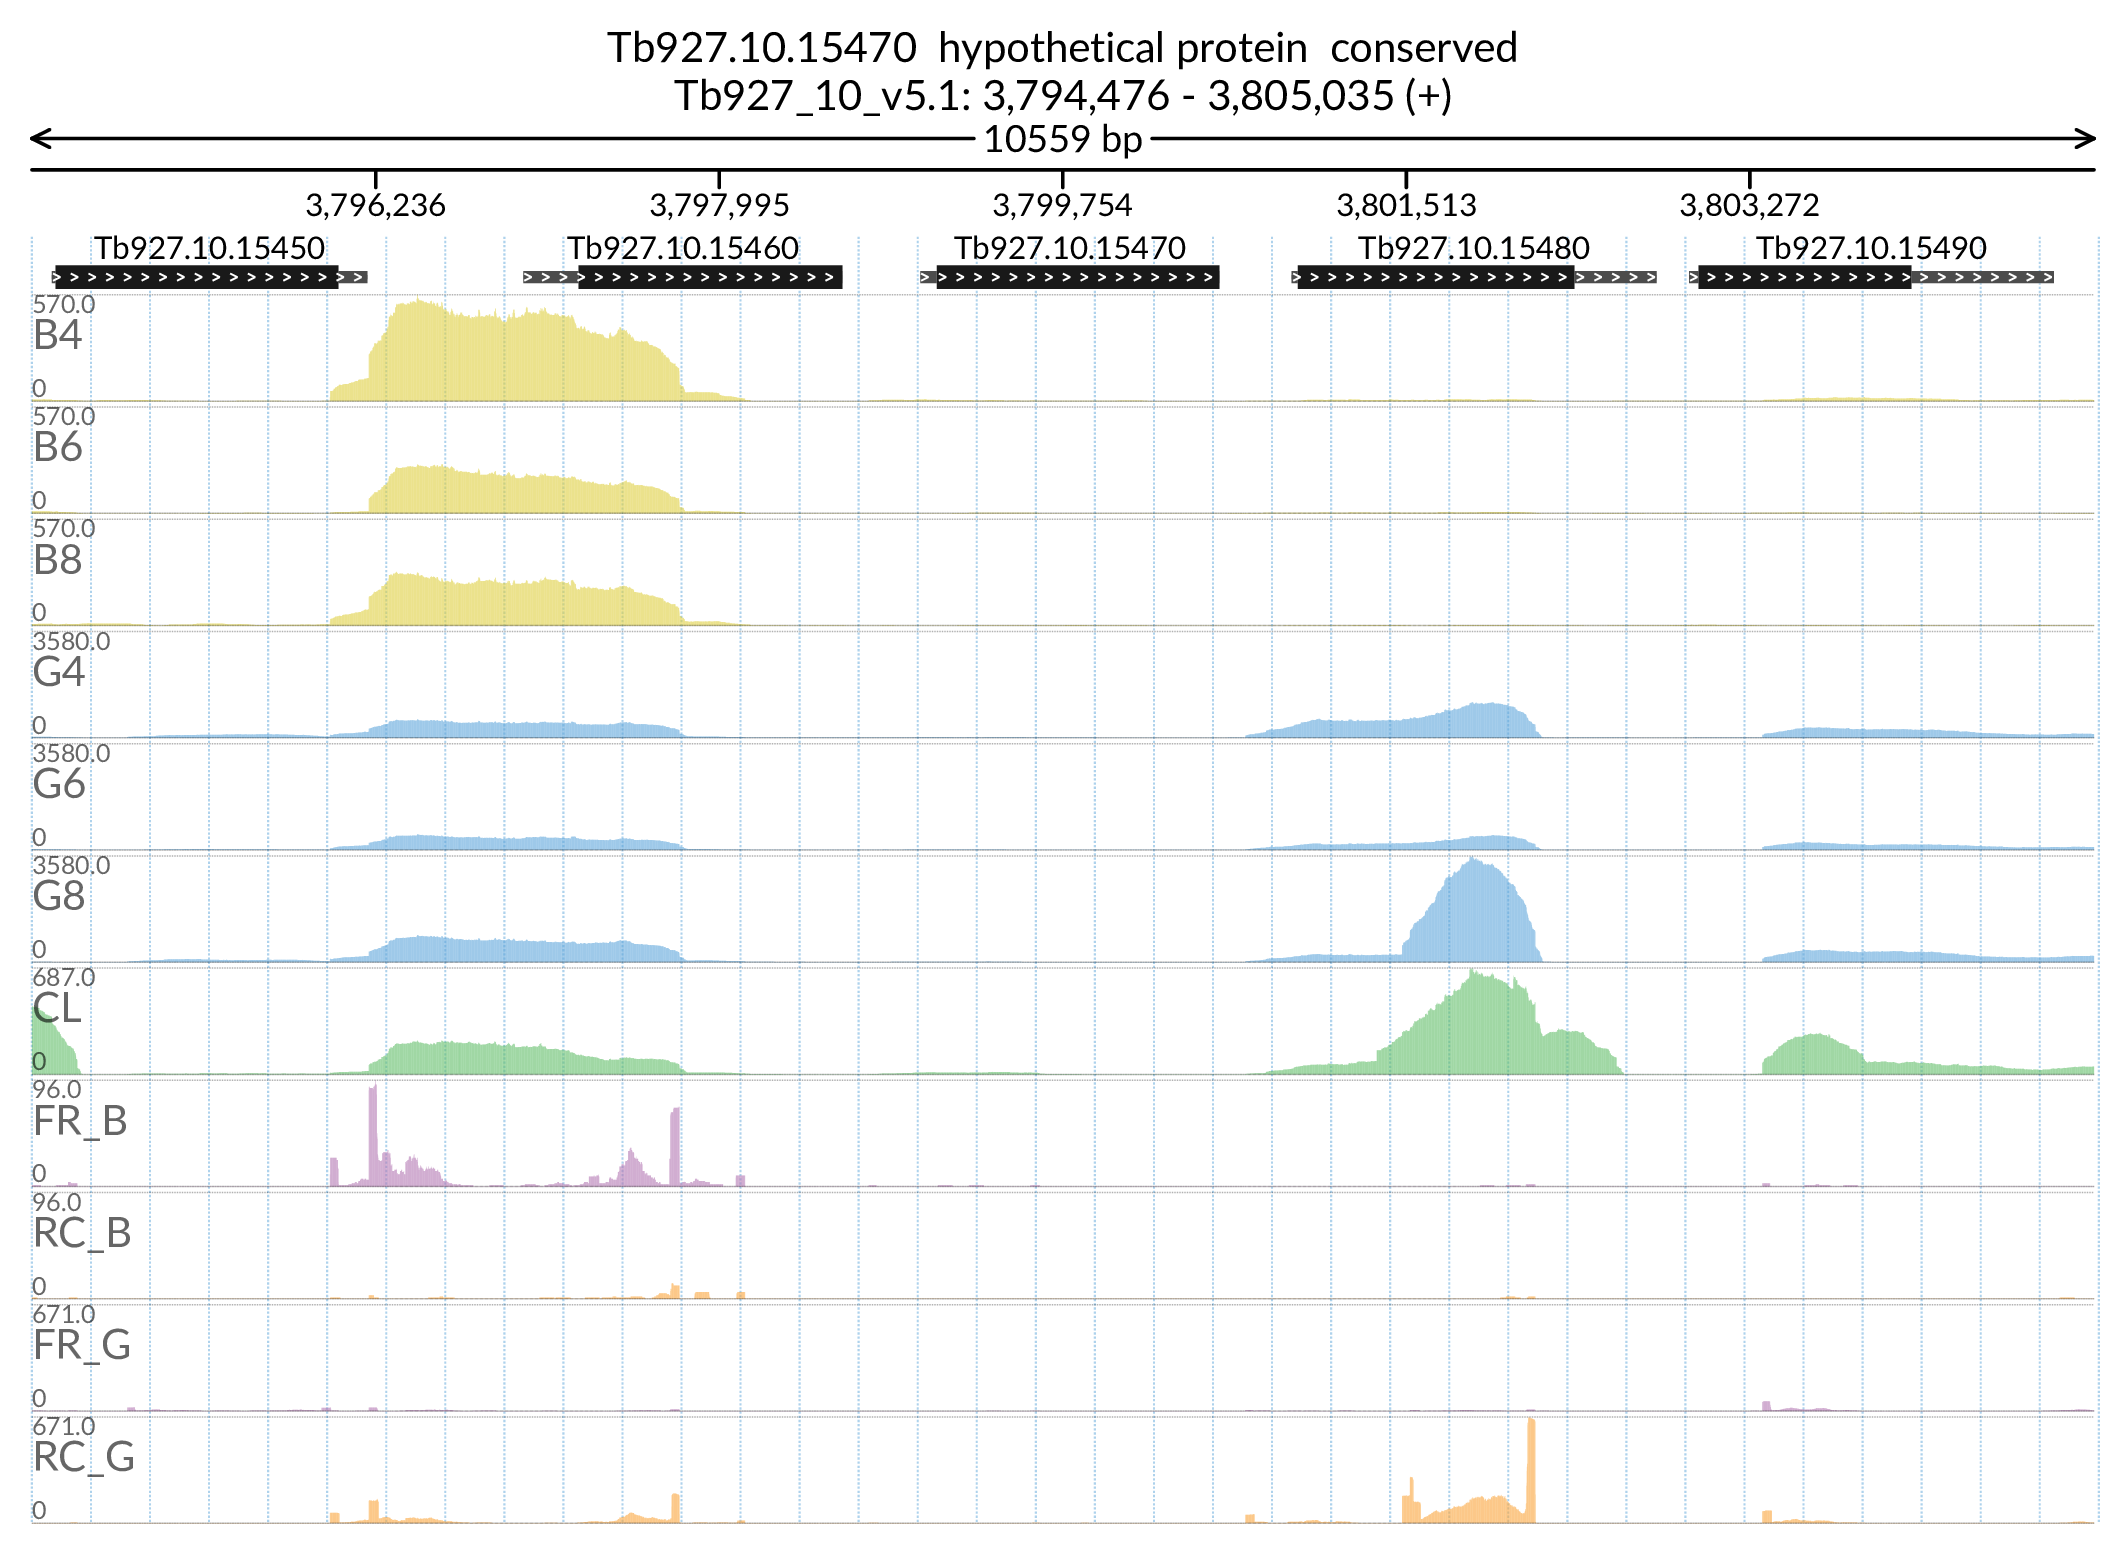 Tb927.10.15470  hypothetical protein  conserved
Tb927_10_v5.1: 3,794,476 - 3,805,035 (+)
10559 bp
3,796,236 3,797,995 3,799,754 3,801,513 3,803,272
Tb927.10.15450 Tb927.10.15460 Tb927.10.15470 Tb927.10.15480 Tb927.10.15490
570.0
B4
0
570.0
B6
0
570.0
B8
0
3580.0
G4
0
3580.0
G6
0
3580.0
G8
0
687.0
CL
0
96.0
FR_B
0
96.0
RC_B
0
671.0
FR_G
0
671.0
RC_G
0